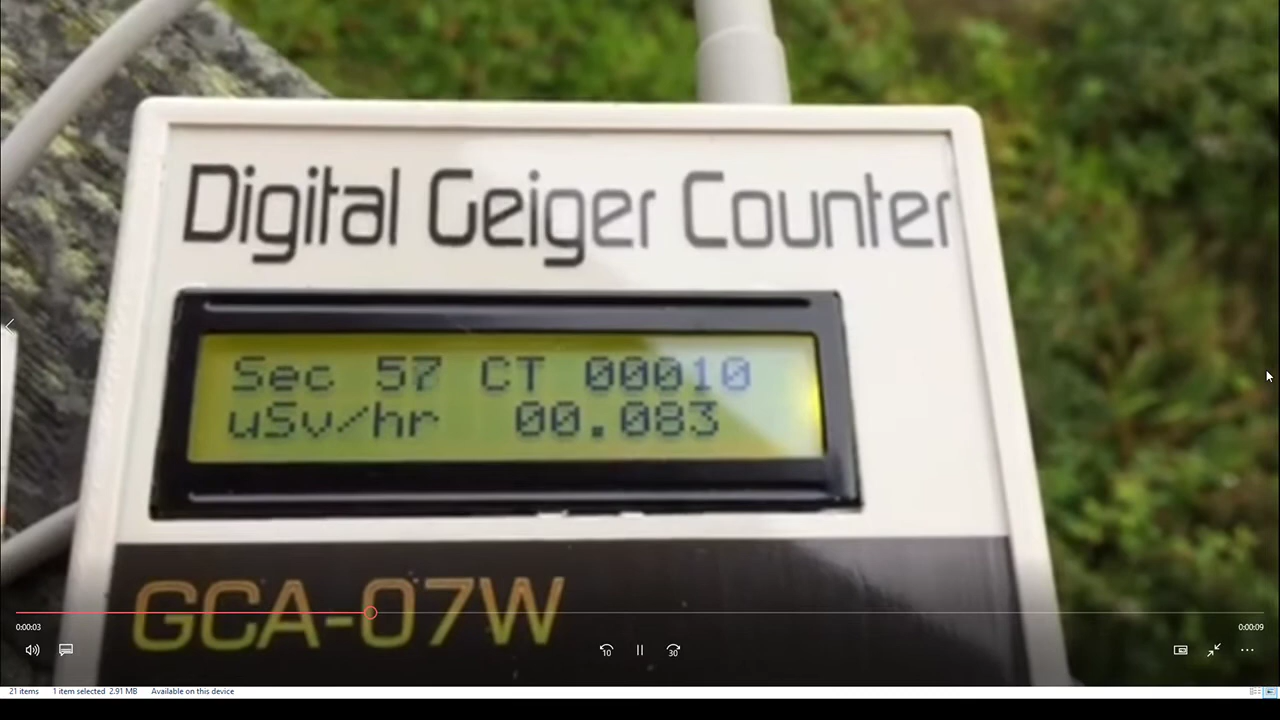 Digital Geiger Counter
Sec 57 CT 00010
uSv/hr 00.083
GCA-07W
0:00:03
0:00:09
10
30
21 items 1 item selected 2.91 MB Available on this device